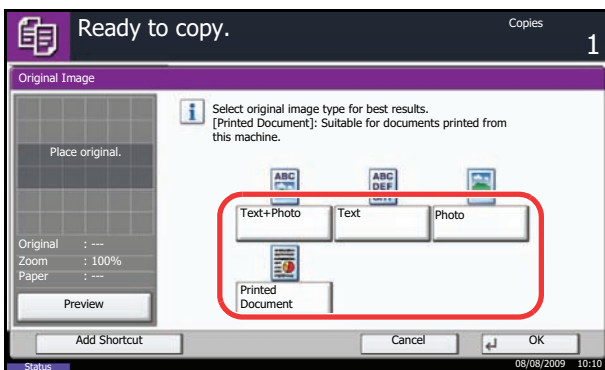 Ready to copy.
Copies
1
Original Image
Place original.
Select original image type for best results.
[Printed Document]: Suitable for documents printed from
this machine.
ABC
ABC
DEF
Text+Photo
Text
Photo
Original : ---
Zoom : 100%
Paper : ---
Preview
Printed
Document
Add Shortcut
Cancel
OK
Status
08/08/2009 10:10